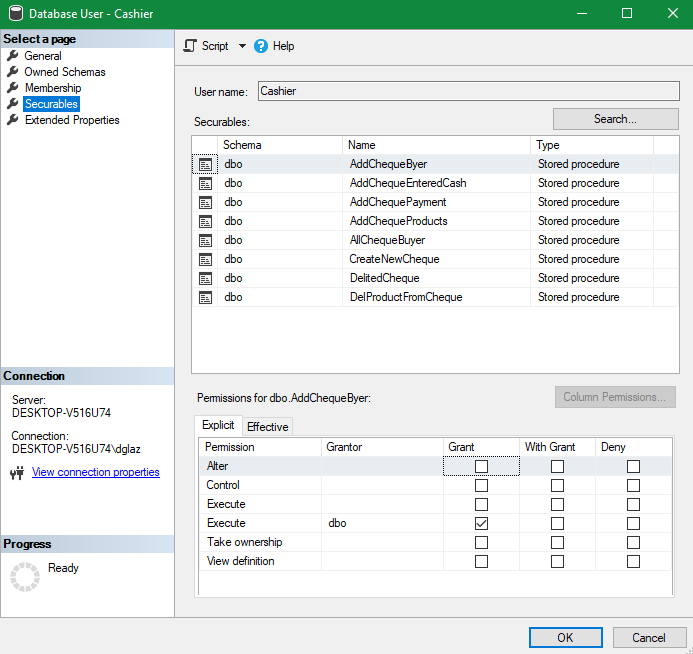 Database User - Cashier
Select a page
General
Owned Schemas
Membership
Securables
Extended Properties
Connection
Server:
DESKTOP-V516U74
Connection:
DESKTOP-V516U74\dglaz
View connection properties
Progress
Ready
Script Help
User name: Cashier
Securables: Search...
Schema Name Type
dbo AddChequeByer Stored procedure
dbo AddChequeEnteredCash Stored procedure
dbo AddChequePayment Stored procedure
dbo AddChequeProducts Stored procedure
dbo AllChequeBuyer Stored procedure
dbo CreateNewCheque Stored procedure
dbo DelitedCheque Stored procedure
dbo DelProductFromCheque Stored procedure
Permissions for dbo.AddChequeByer: Column Permissions...
Explicit Effective
Permission Grantor Grant With Grant Deny
Alter
Control
Execute
Execute dbo
Take ownership
View definition
OK Cancel